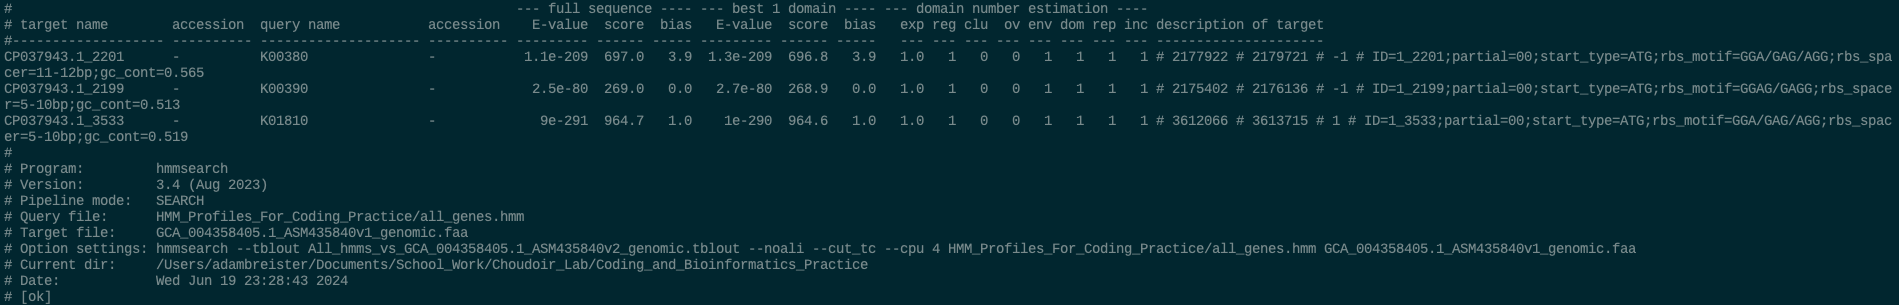 #                                                               --- full sequence ---- --- best 1 domain ---- --- domain number estimation ----
# target name        accession  query name           accession    E-value  score  bias   E-value  score  bias   exp reg clu  ov env dom rep inc description of target
#------------------- ---------- -------------------- ---------- --------- ------ ----- --------- ------ -----   --- --- --- --- --- --- --- --- ---------------------
CP037943.1_2201      -          K00380               -           1.1e-209  697.0   3.9  1.3e-209  696.8   3.9   1.0   1   0   0   1   1   1   1 # 2177922 # 2179721 # -1 # ID=1_2201;partial=00;start_type=ATG;rbs_motif=GGA/GAG/AGG;rbs_spa
cer=11-12bp;gc_cont=0.565
CP037943.1_2199      -          K00390               -            2.5e-80  269.0   0.0   2.7e-80  268.9   0.0   1.0   1   0   0   1   1   1   1 # 2175402 # 2176136 # -1 # ID=1_2199;partial=00;start_type=ATG;rbs_motif=GGAG/GAGG;rbs_space
r=5-10bp;gc_cont=0.513
CP037943.1_3533      -          K01810               -             9e-291  964.7   1.0    1e-290  964.6   1.0   1.0   1   0   0   1   1   1   1 # 3612066 # 3613715 # 1 # ID=1_3533;partial=00;start_type=ATG;rbs_motif=GGA/GAG/AGG;rbs_spac
er=5-10bp;gc_cont=0.519
#
# Program:         hmmsearch
# Version:         3.4 (Aug 2023)
# Pipeline mode:   SEARCH
# Query file:      HMM_Profiles_For_Coding_Practice/all_genes.hmm
# Target file:     GCA_004358405.1_ASM435840v1_genomic.faa
# Option settings: hmmsearch --tblout All_hmms_vs_GCA_004358405.1_ASM435840v2_genomic.tblout --noali --cut_tc --cpu 4 HMM_Profiles_For_Coding_Practice/all_genes.hmm GCA_004358405.1_ASM435840v1_genomic.faa
# Current dir:     /Users/adambreister/Documents/School_Work/Choudoir_Lab/Coding_and_Bioinformatics_Practice
# Date:            Wed Jun 19 23:28:43 2024
# [ok]